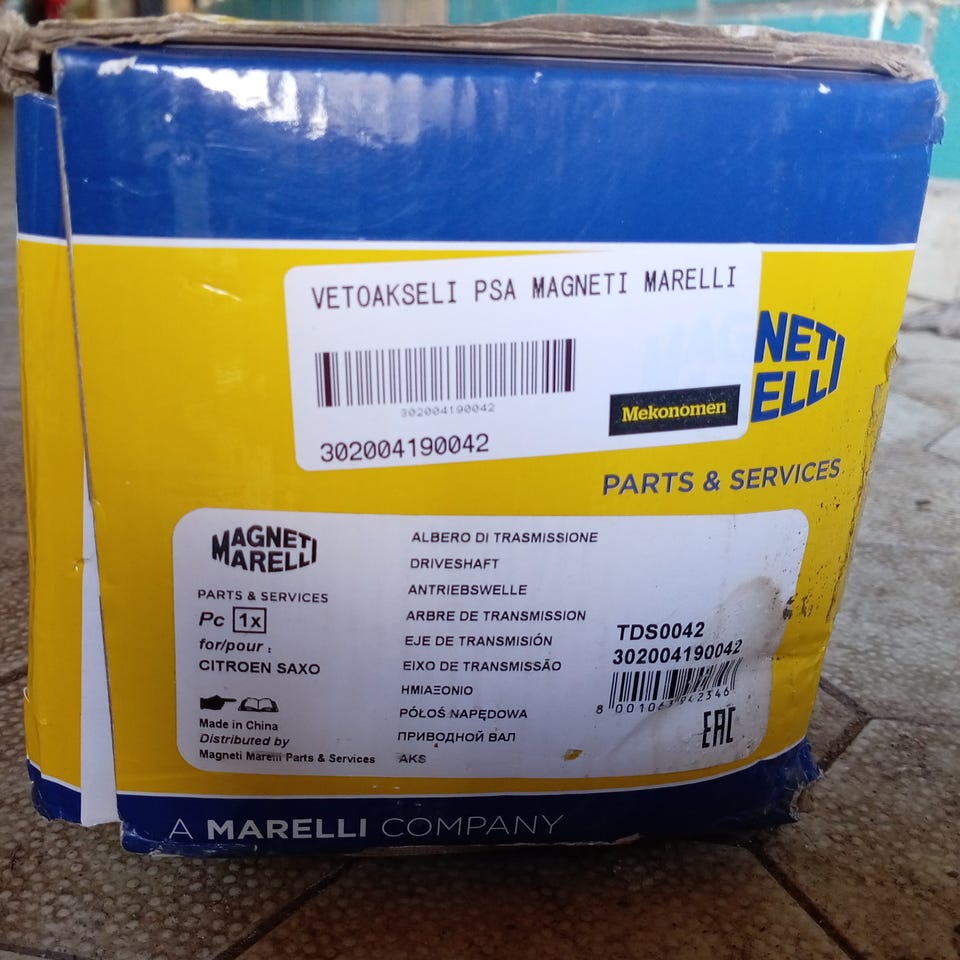 VETOAKSELI PSA MAGNETI MARELLI
302004190042
Mekonomen
302004190042
NETI
ELLI
PARTS & SERVICES
MAGNETI
MARELLI
PARTS & SERVICES
Pc 1x
for/pour :
CITROEN SAXO
Made in China
Distributed by
Magneti Marelli Parts & Services
ALBERO DI TRASMISSIONE
DRIVESHAFT
ANTRIEBSWELLE
ARBRE DE TRANSMISSION
EJE DE TRANSMISIÓN
EIXO DE TRANSMISSÃO
ΗΜΙΑΞΟΝΙΟ
PÓŁOŚ NAPĘDOWA
ПРИВОДНОЙ ВАЛ
AKS
TDS0042
302004190042
EAC
A MARELLI COMPANY